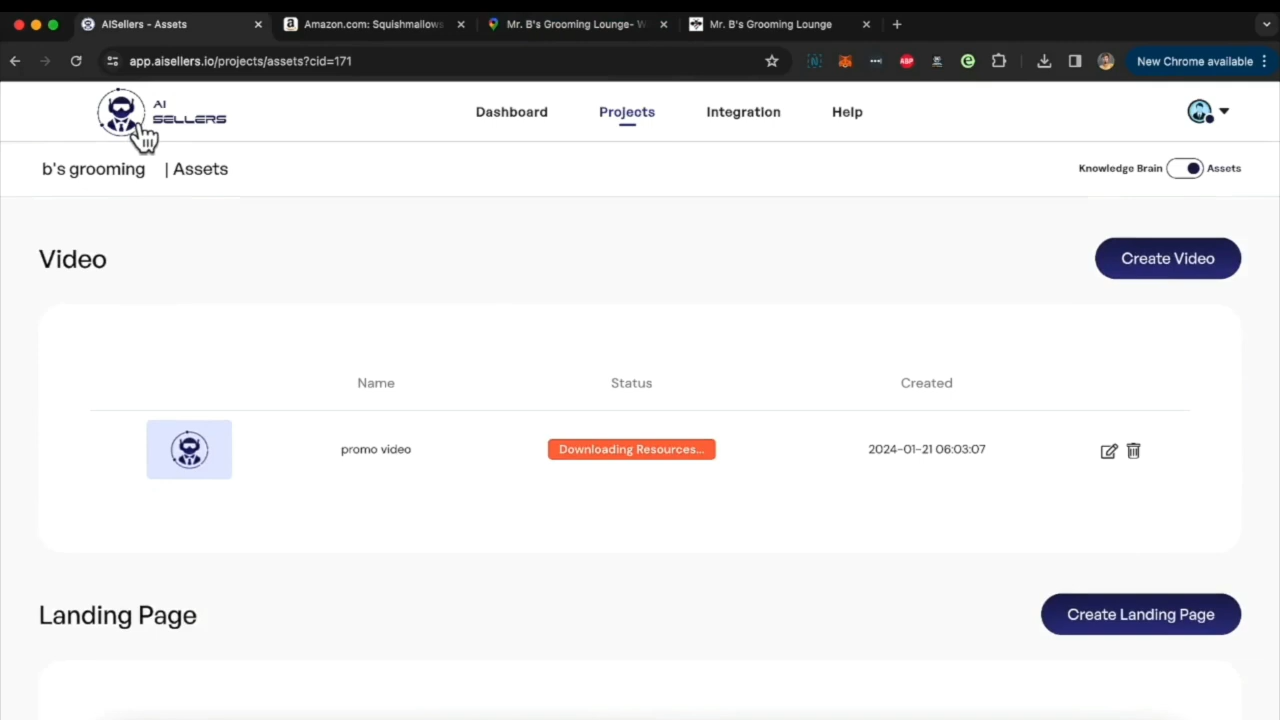 AISellers - Assets
Amazon.com: Squishmallows
Mr. B's Grooming Lounge- W
Mr. B's Grooming Lounge
app.aisellers.io/projects/assets?cid=171
ABP
New Chrome available
AI
SELLERS
Dashboard
Projects
Integration
Help
b's grooming | Assets
Knowledge Brain
Assets
Video
Create Video
Name
Status
Created
promo video
Downloading Resources...
2024-01-21 06:03:07
Landing Page
Create Landing Page